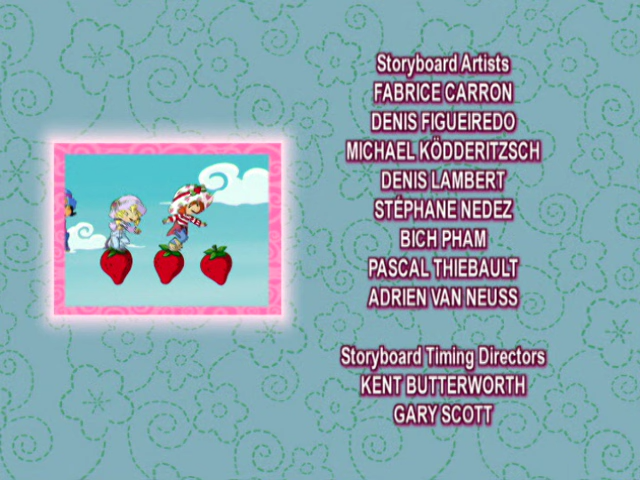 Storyboard Artists
FABRICE CARRON
DENIS FIGUEIREDO
MICHAEL KÖDDERITZSCH
DENIS LAMBERT
STÉPHANE NEDEZ
BICH PHAM
PASCAL THIEBAULT
ADRIEN VAN NEUSS
Storyboard Timing Directors
KENT BUTTERWORTH
GARY SCOTT